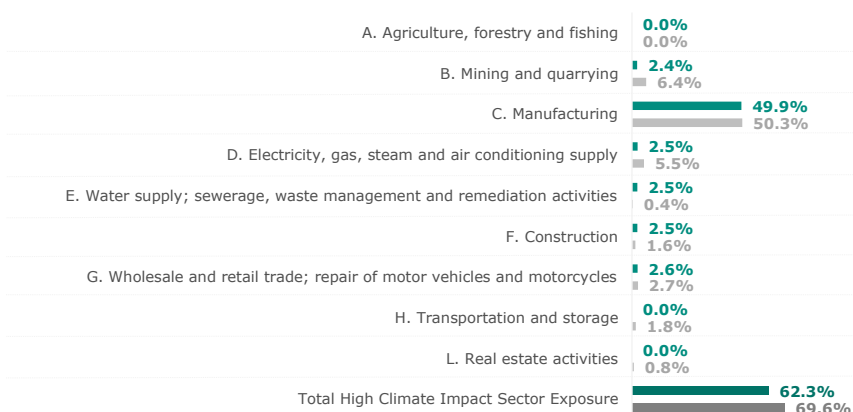 A. Agriculture, forestry and fishing
0.0%
0.0%
B. Mining and quarrying
2.4%
6.4%
C. Manufacturing
49.9%
50.3%
D. Electricity, gas, steam and air conditioning supply
2.5%
5.5%
E. Water supply; sewerage, waste management and remediation activities
2.5%
0.4%
F. Construction
2.5%
1.6%
G. Wholesale and retail trade; repair of motor vehicles and motorcycles
2.6%
2.7%
H. Transportation and storage
0.0%
1.8%
L. Real estate activities
0.0%
0.8%
Total High Climate Impact Sector Exposure
62.3%
69.6%